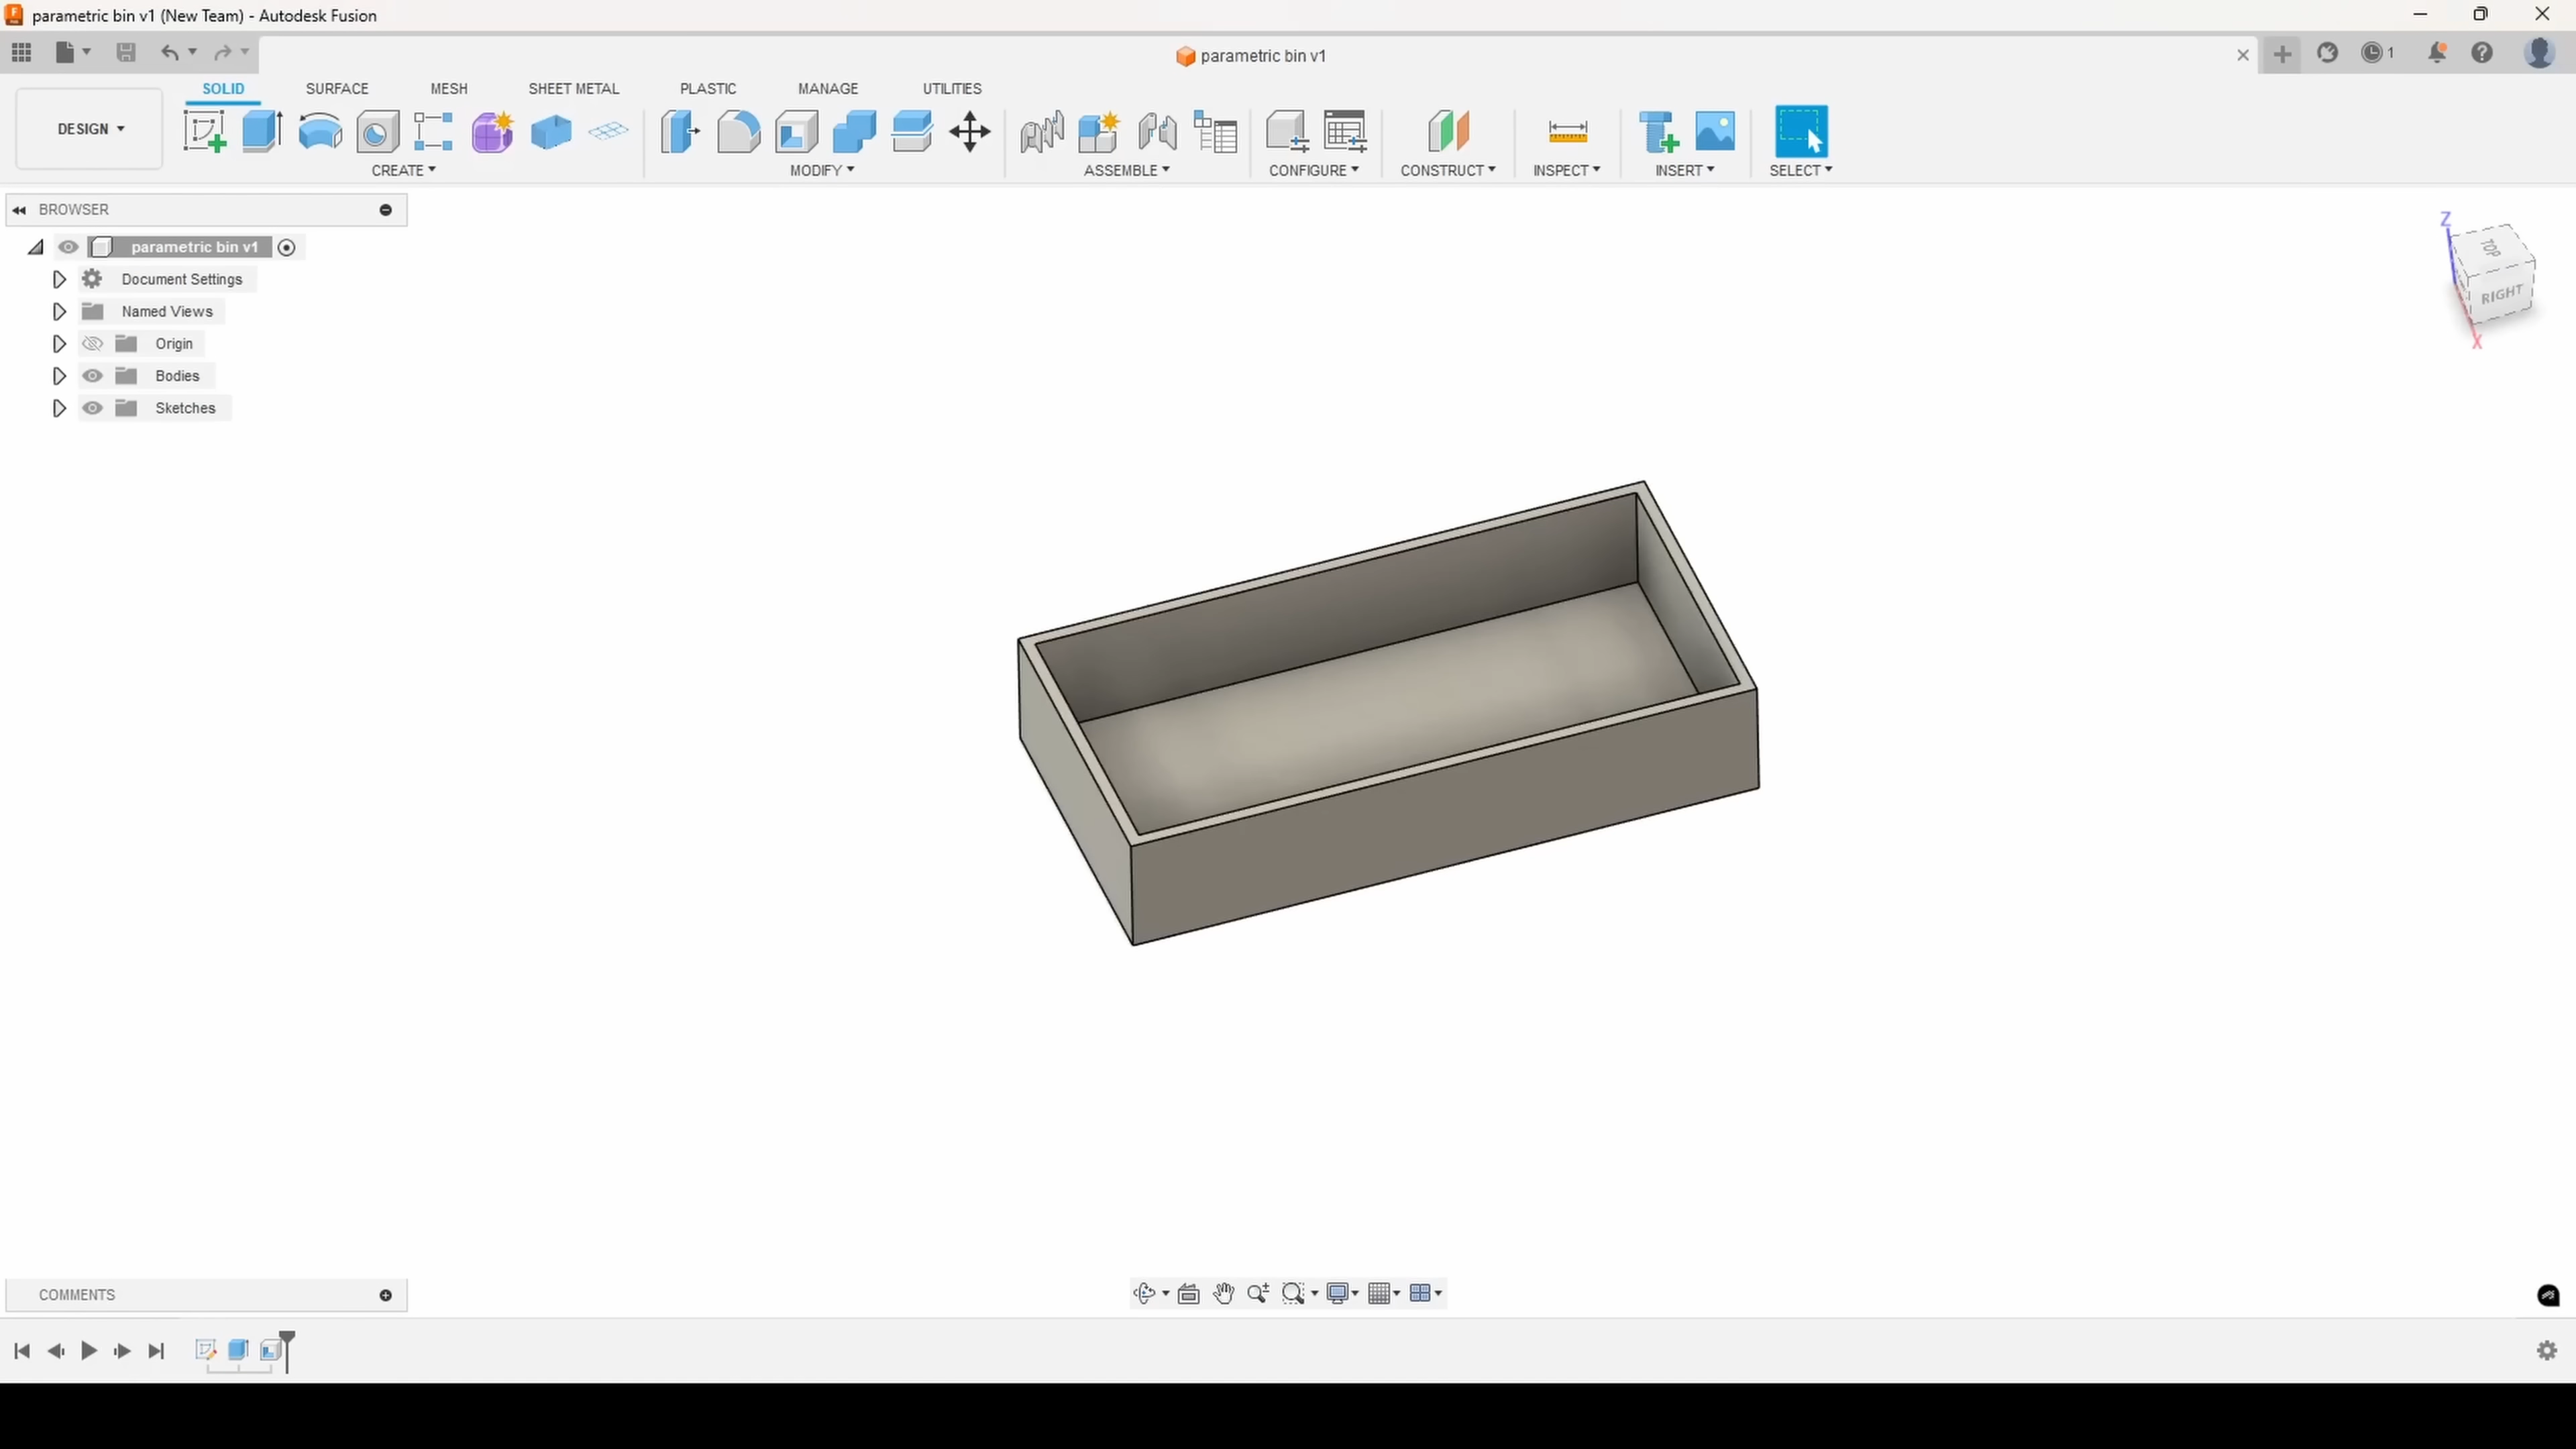 parametric bin v1 (New Team) - Autodesk Fusion
parametric bin v1
1
SOLID SURFACE MESH SHEET METAL PLASTIC MANAGE UTILITIES
DESIGN
CREATE MODIFY ASSEMBLE CONFIGURE CONSTRUCT INSPECT INSERT SELECT
BROWSER
parametric bin v1
Document Settings
Named Views
Origin
Bodies
Sketches
Z
TOP
RIGHT
X
COMMENTS